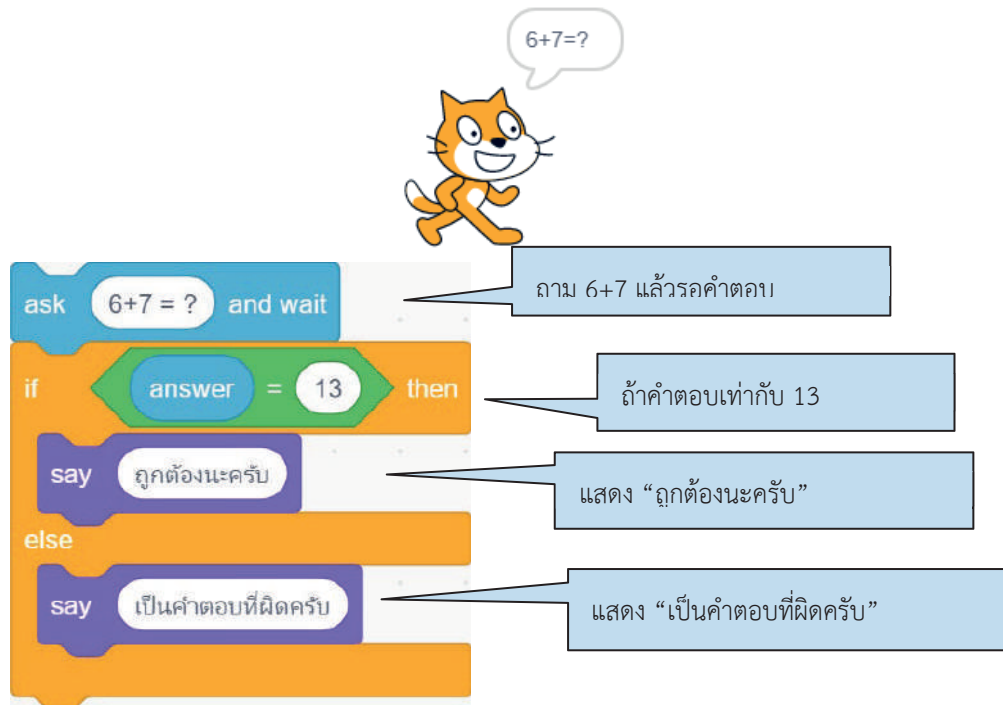 6+7=?
ask 6+7 = ? and wait
ถาม 6+7 แล้วรอคำตอบ
if answer = 13 then
ถ้าคำตอบเท่ากับ 13
say ถูกต้องนะครับ
แสดง “ถูกต้องนะครับ”
else
say เป็นคำตอบที่ผิดครับ
แสดง “เป็นคำตอบที่ผิดครับ”